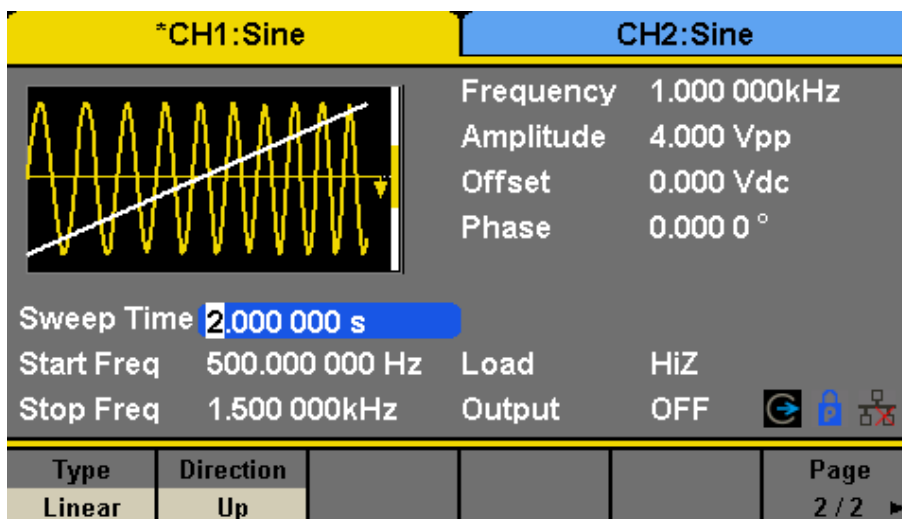 *CH1:Sine CH2:Sine
Frequency 1.000 000kHz
Amplitude 4.000 Vpp
Offset 0.000 Vdc
Phase 0.000 0 °
Sweep Time 2.000 000 s
Start Freq 500.000 000 Hz Load HiZ
Stop Freq 1.500 000kHz Output OFF P
Type Direction Page
Linear Up 2 / 2